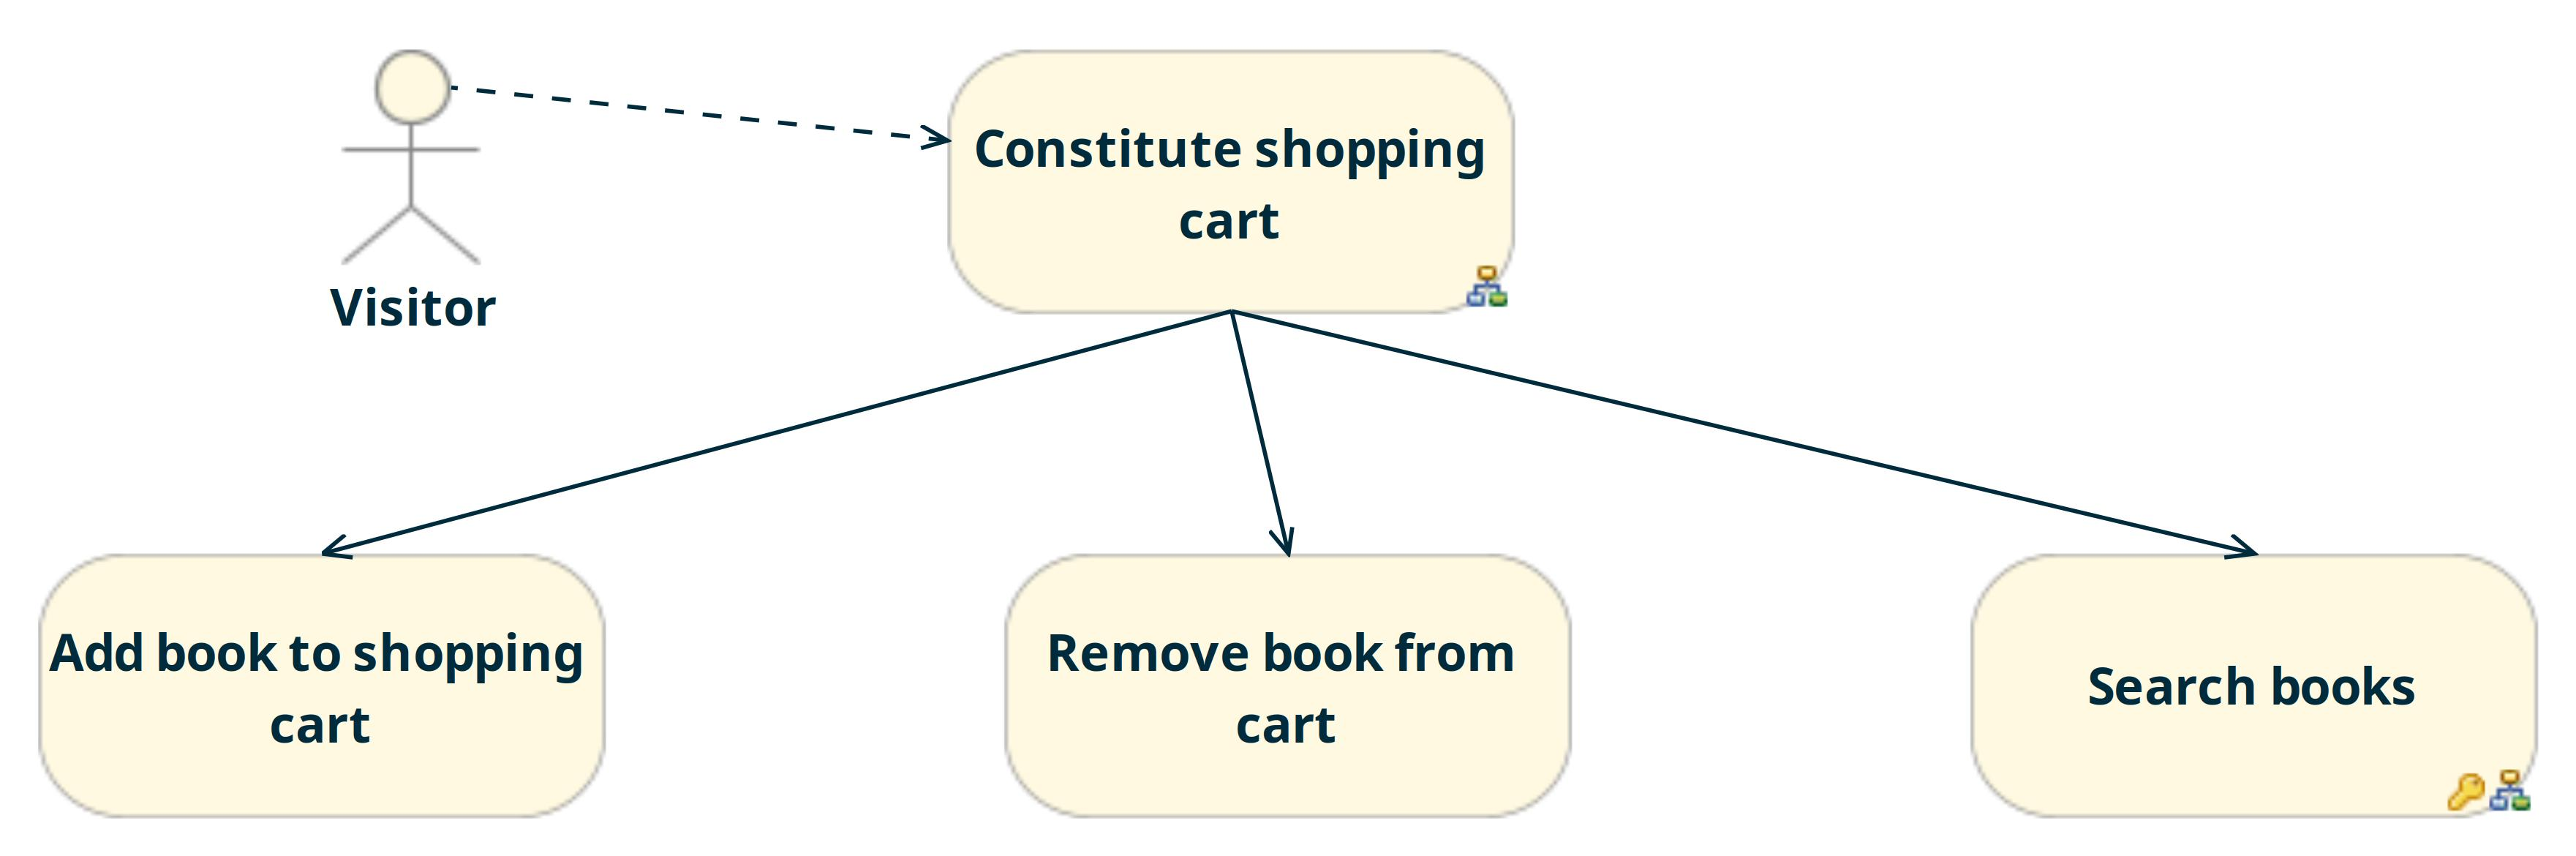 Constitute shopping
cart
Visitor
Add book to shopping
cart
Remove book from
cart
Search books